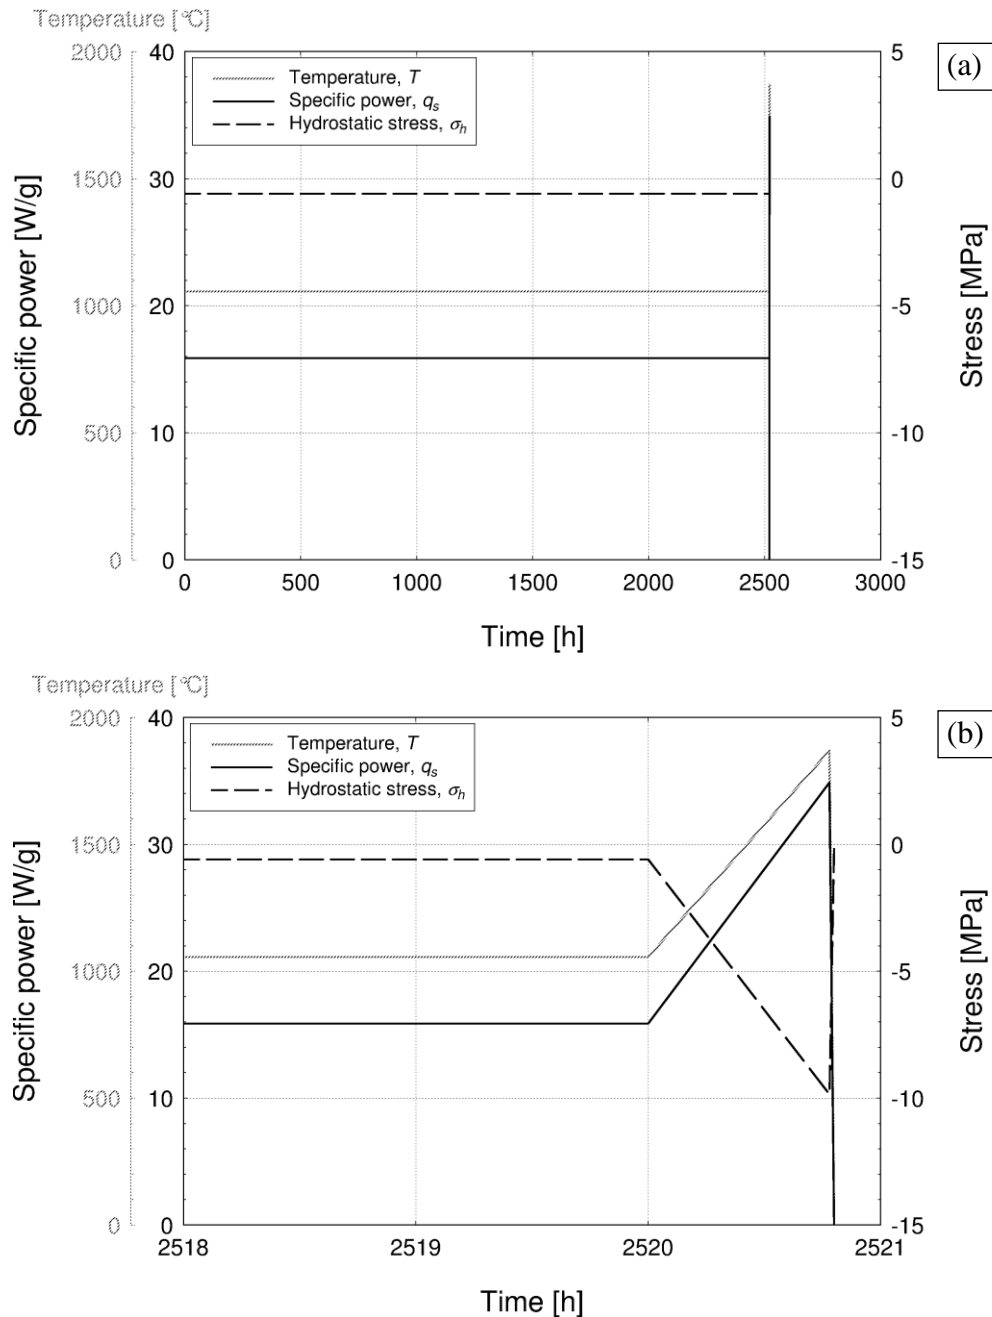 Temperature [°C]
2000 40 5 (a)
Temperature, T
Specific power, qs
Hydrostatic stress, σh
1500 30 0
1000 20 -5
500 10 -10
0 0 -15
Specific power [W/g]
Stress [MPa]
0 500 1000 1500 2000 2500 3000
Time [h]
Temperature [°C]
2000 40 5 (b)
Temperature, T
Specific power, qs
Hydrostatic stress, σh
1500 30 0
1000 20 -5
500 10 -10
0 0 -15
Specific power [W/g]
Stress [MPa]
2518 2519 2520 2521
Time [h]